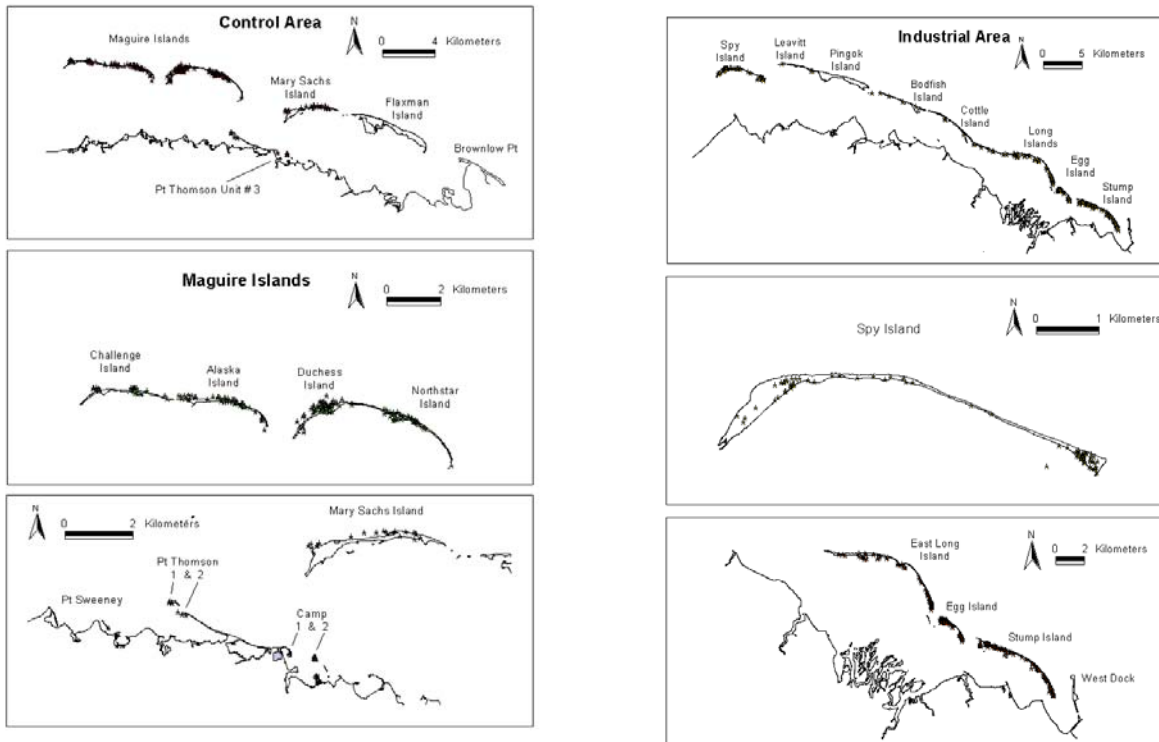 Control Area
N
0 4 Kilometers
Maguire Islands
Mary Sachs
Island
Flaxman
Island
Brownlow Pt
Pt Thomson Unit #3
Maguire Islands
N
0 2 Kilometers
Challenge
Island
Alaska
Island
Duchess
Island
Northstar
Island
N
0 2 Kilometers
Mary Sachs Island
Pt Thomson
1 & 2
Pt Sweeney
Camp
1 & 2
Industrial Area
N
0 5 Kilometers
Spy
Island
Leavitt
Island
Pingok
Island
Bodfish
Island
Cottle
Island
Long
Islands
Egg
Island
Stump
Island
Spy Island
N
0 1 Kilometers
East Long
Island
N
0 2 Kilometers
Egg Island
Stump Island
West Dock